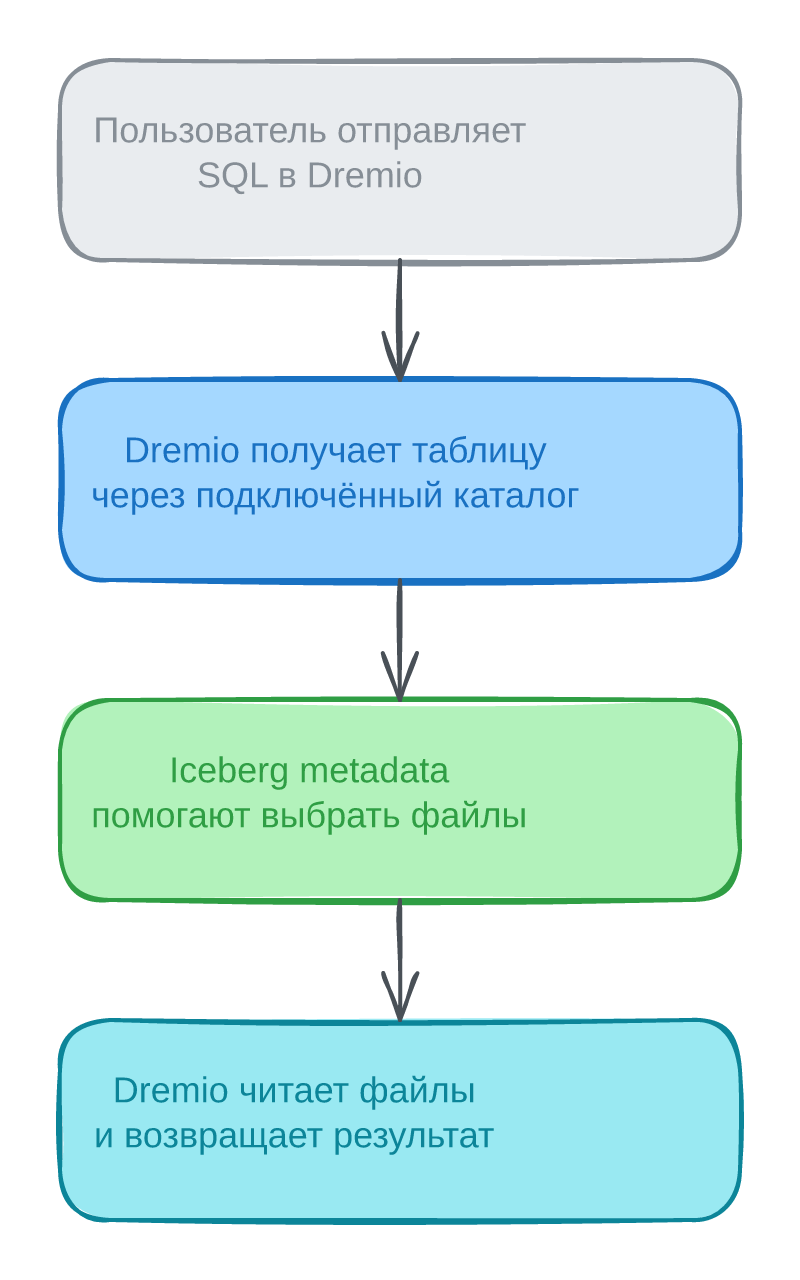 Пользователь отправляет
SQL в Dremio
Dremio получает таблицу
через подключённый каталог
Iceberg metadata
помогают выбрать файлы
Dremio читает файлы
и возвращает результат